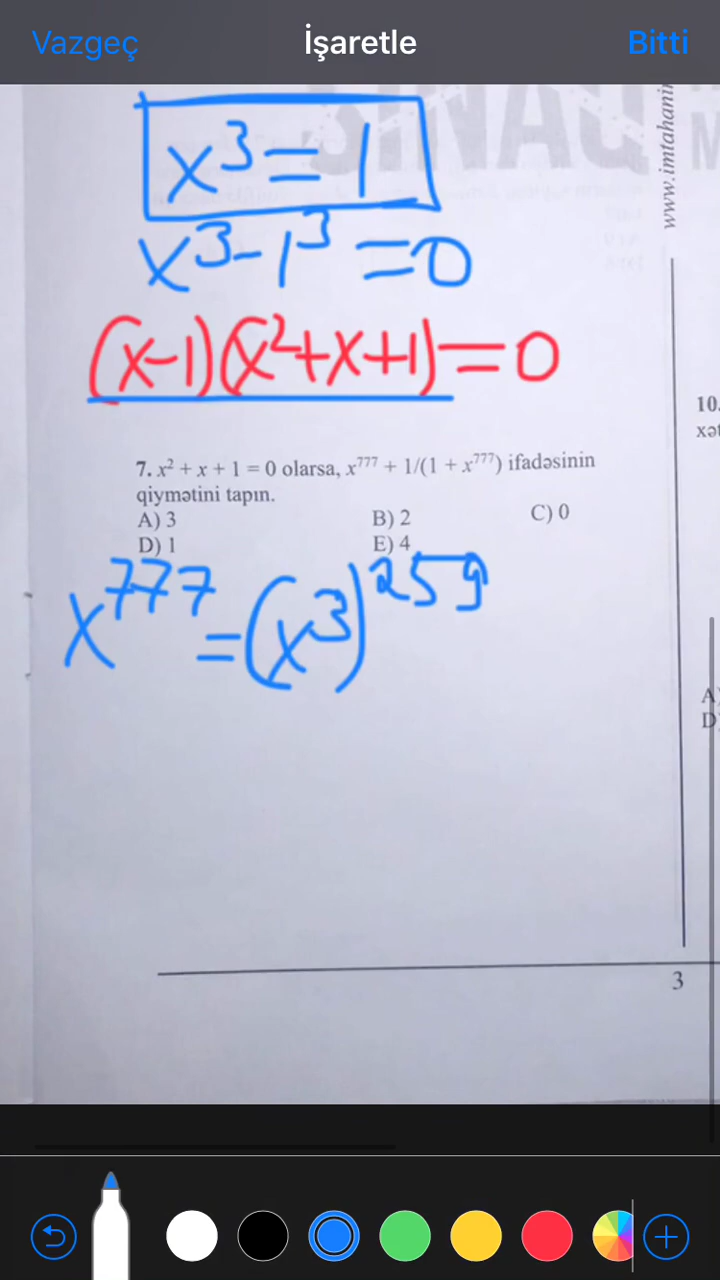 Vazgeç İşaretle Bitti
x³=1
x³-1³=0
(x-1)(x²+x+1)=0
www.imtahanin
10.
7. x² + x + 1 = 0 olarsa, x⁷⁷⁷ + 1/(1 + x⁷⁷⁷) ifadəsinin
qiymətini tapın.
A) 3 B) 2 C) 0
D) 1 E) 4
x⁷⁷⁷=(x³)²⁵⁹
A)
D)
3